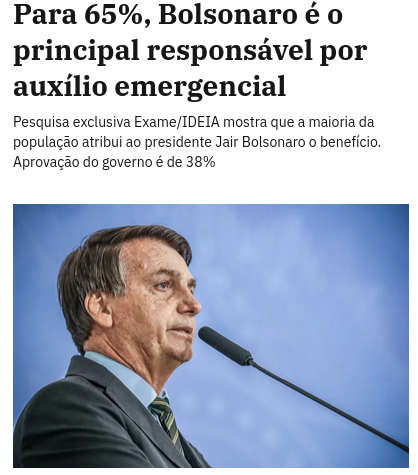 Para 65%, Bolsonaro é o
principal responsável por
auxílio emergencial
Pesquisa exclusiva Exame/IDEIA mostra que a maioria da
população atribui ao presidente Jair Bolsonaro o benefício.
Aprovação do governo é de 38%